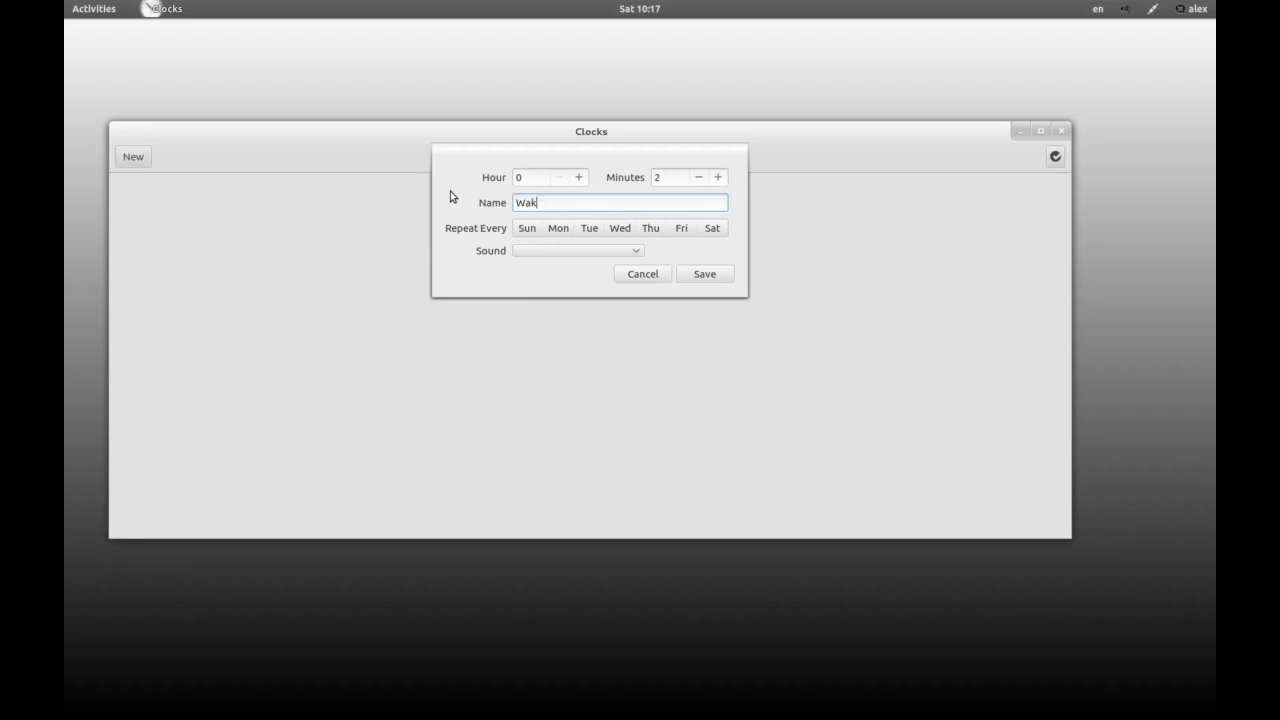 Activities Clocks Sat 10:17 en alex
Clocks
New
Hour 0 Minutes 2
Name Wak
Repeat Every Sun Mon Tue Wed Thu Fri Sat
Sound
Cancel Save